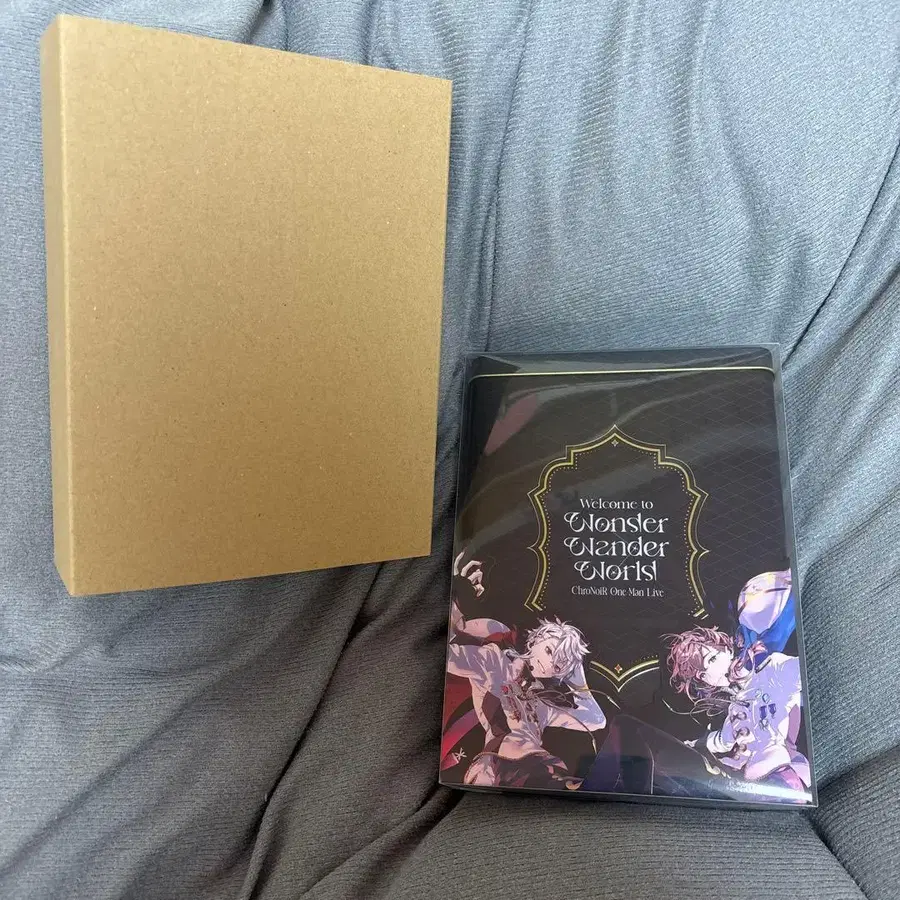 Welcome to
Wonder
Wander
World
ChroNoiR One Man Live